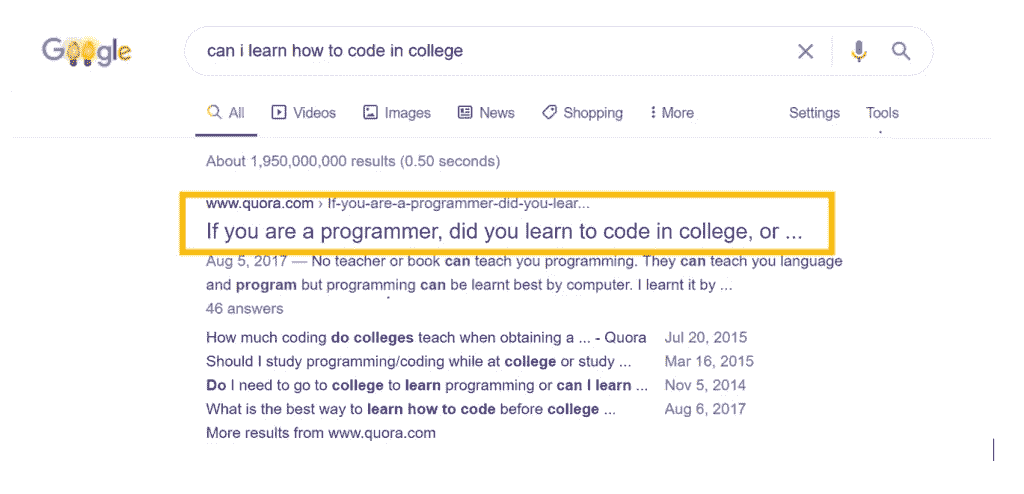 Google
can i learn how to code in college
All Videos Images News Shopping More Settings Tools
About 1,950,000,000 results (0.50 seconds)
www.quora.com › If-you-are-a-programmer-did-you-lear...
If you are a programmer, did you learn to code in college, or ...
Aug 5, 2017 — No teacher or book can teach you programming. They can teach you language
and program but programming can be learnt best by computer. I learnt it by ...
46 answers
How much coding do colleges teach when obtaining a ... - Quora Jul 20, 2015
Should I study programming/coding while at college or study ... Mar 16, 2015
Do I need to go to college to learn programming or can I learn ... Nov 5, 2014
What is the best way to learn how to code before college ... Aug 6, 2017
More results from www.quora.com